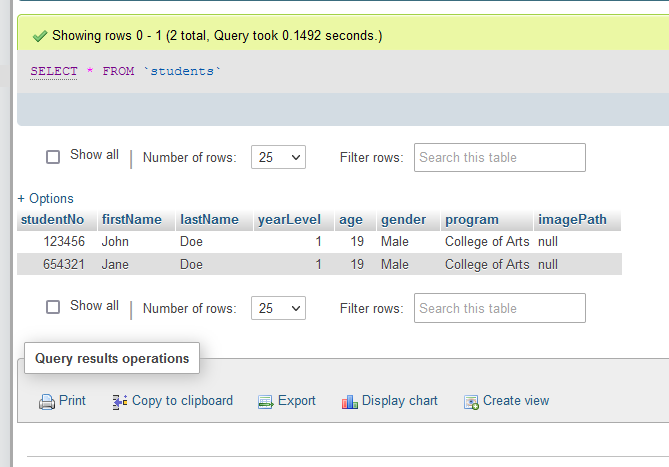 Showing rows 0 - 1 (2 total, Query took 0.1492 seconds.)
SELECT * FROM `students`
Show all | Number of rows: 25 Filter rows: Search this table
+ Options
studentNo firstName lastName yearLevel age gender program imagePath
123456 John Doe 1 19 Male College of Arts null
654321 Jane Doe 1 19 Male College of Arts null
Show all | Number of rows: 25 Filter rows: Search this table
Query results operations
Print Copy to clipboard Export Display chart Create view